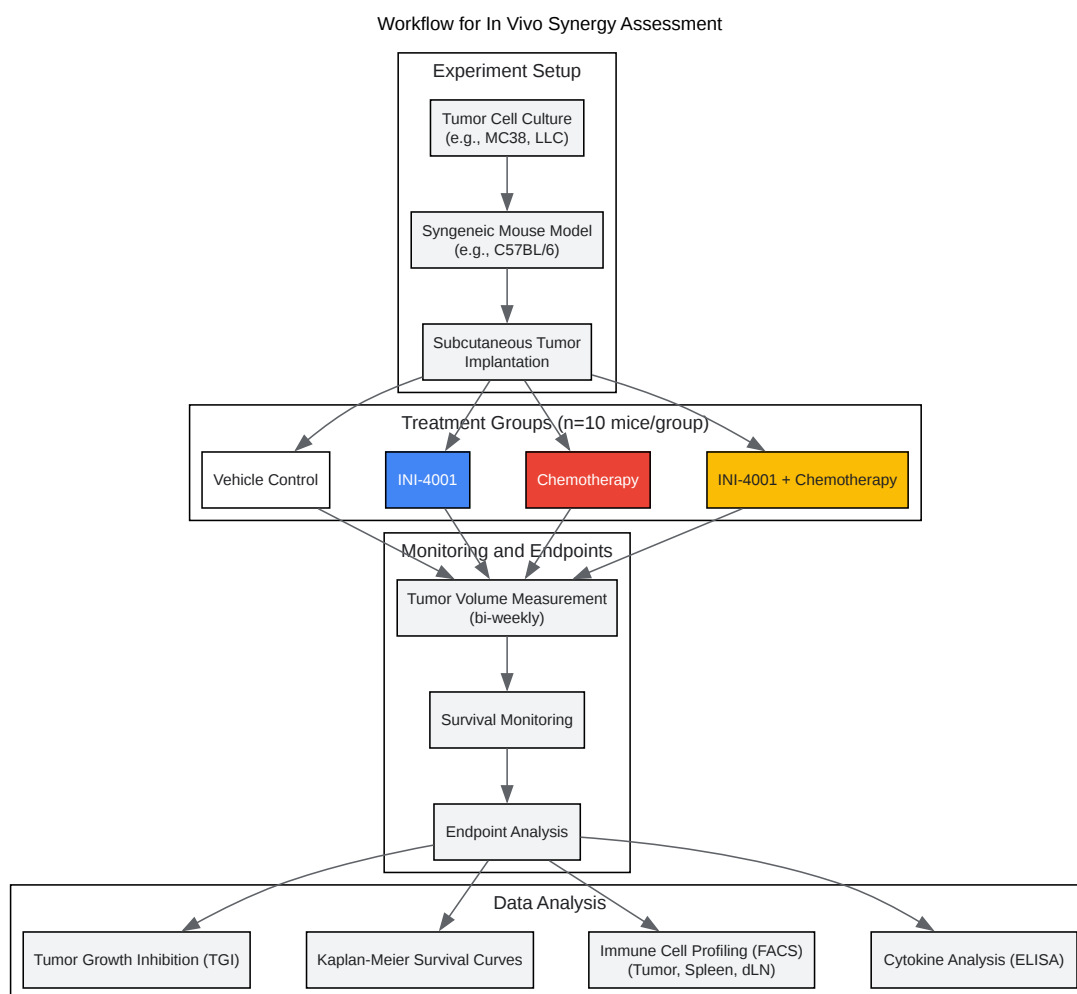 Workflow for In Vivo Synergy Assessment
Experiment Setup
Tumor Cell Culture
(e.g., MC38, LLC)
Syngeneic Mouse Model
(e.g., C57BL/6)
Subcutaneous Tumor
Implantation
Treatment Groups (n=10 mice/group)
Vehicle Control
INI-4001
Chemotherapy
INI-4001 + Chemotherapy
Monitoring and Endpoints
Tumor Volume Measurement
(bi-weekly)
Survival Monitoring
Endpoint Analysis
Data Analysis
Tumor Growth Inhibition (TGI)
Kaplan-Meier Survival Curves
Immune Cell Profiling (FACS)
(Tumor, Spleen, dLN)
Cytokine Analysis (ELISA)